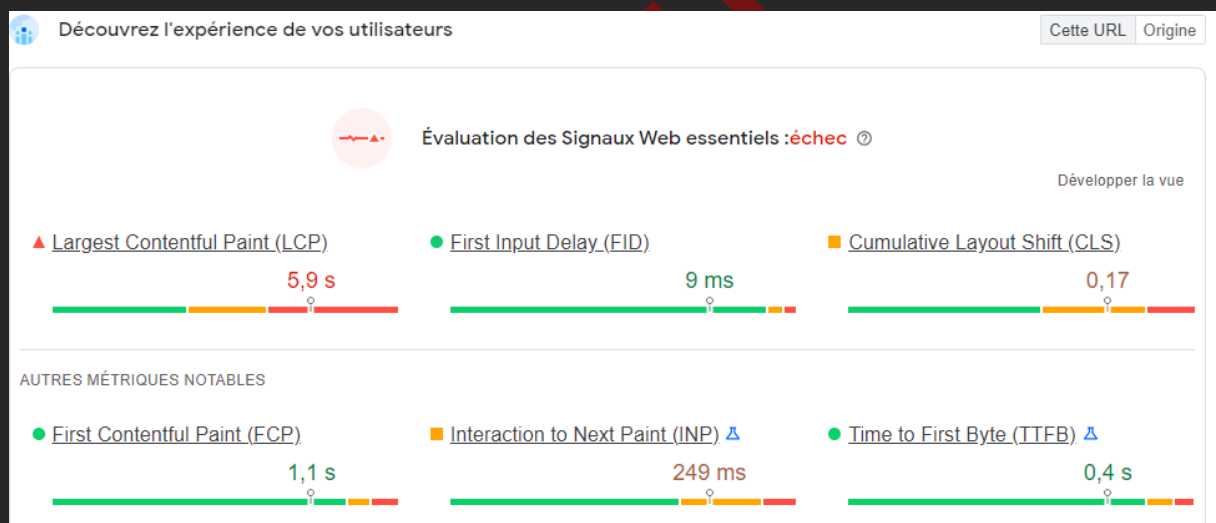 Découvrez l'expérience de vos utilisateurs
Cette URL Origine
Évaluation des Signaux Web essentiels :échec
Développer la vue
Largest Contentful Paint (LCP) First Input Delay (FID) Cumulative Layout Shift (CLS)
5,9 s 9 ms 0,17
AUTRES MÉTRIQUES NOTABLES
First Contentful Paint (FCP) Interaction to Next Paint (INP) Time to First Byte (TTFB)
1,1 s 249 ms 0,4 s